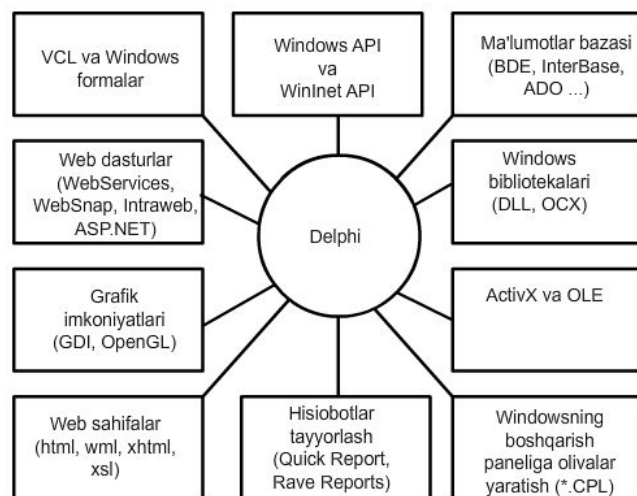 VCL va Windows
formalar
Windows API
va
WinInet API
Ma'lumotlar bazasi
(BDE, InterBase,
ADO ...)
Web dasturlar
(WebServices,
WebSnap, Intraweb,
ASP.NET)
Delphi
Windows
bibliotekalari
(DLL, OCX)
Grafik
imkoniyatlari
(GDI, OpenGL)
ActivX va OLE
Web sahifalar
(html, wml, xhtml,
xsl)
Hisiobotlar
tayyorlash
(Quick Report,
Rave Reports)
Windowsning
boshqarish
paneliga olivalar
yaratish (*.CPL)